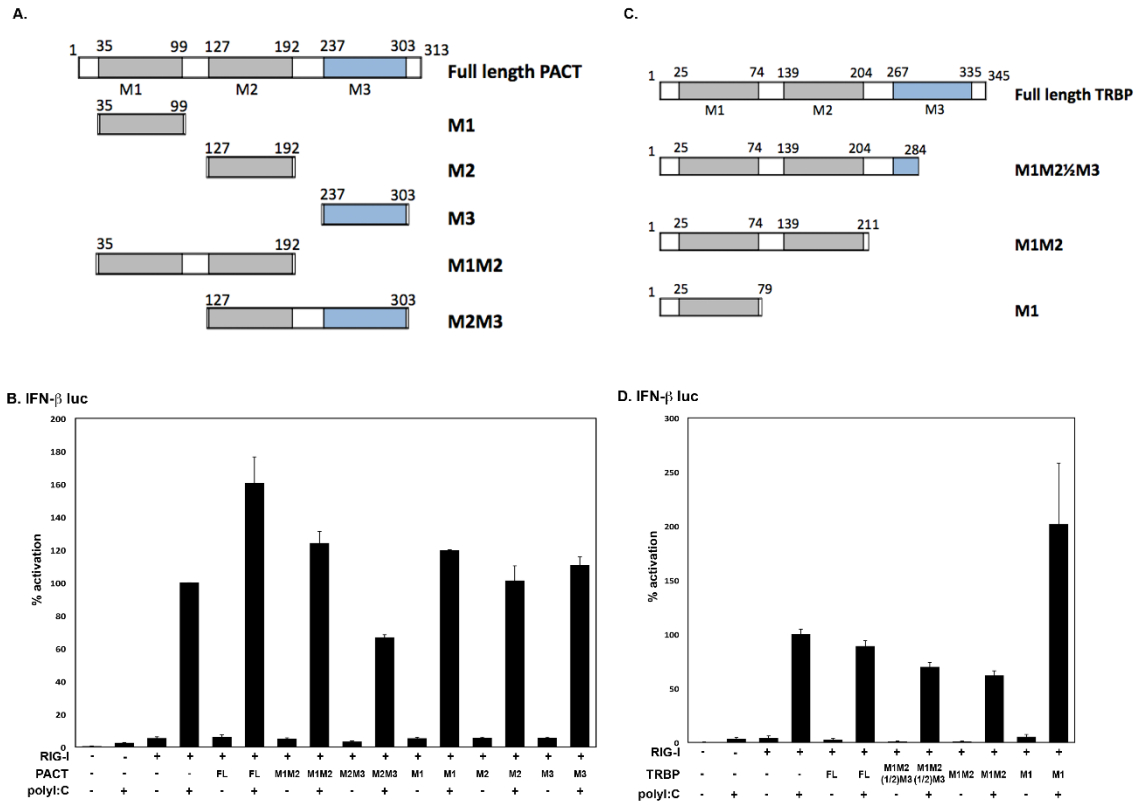 A.
1 35 99 127 192 237 303 313
Full length PACT
M1 M2 M3
35 99
M1
127 192
M2
237 303
M3
35 192
M1M2
127 303
M2M3
B. IFN-β luc
% activation
200
180
160
140
120
100
80
60
40
20
0
RIG-I - - + + + + + + + + + + + + + +
PACT - FL FL M1M2 M1M2 M2M3 M2M3 M1 M1 M2 M2 M3 M3
polyI:C - + - + - + - + - + - + - + - +
C.
1 25 74 139 204 267 335 345
Full length TRBP
M1 M2 M3
1 25 74 139 204 284
M1M2½M3
1 25 74 139 211
M1M2
1 25 79
M1
D. IFN-β luc
% activation
300
250
200
150
100
50
0
RIG-I - - + + + + + + + + + +
TRBP - - - - FL FL M1M2 (1/2)M3 M1M2 (1/2)M3 M1M2 M1M2 M1 M1
polyI:C - + - + - + - + - + - +